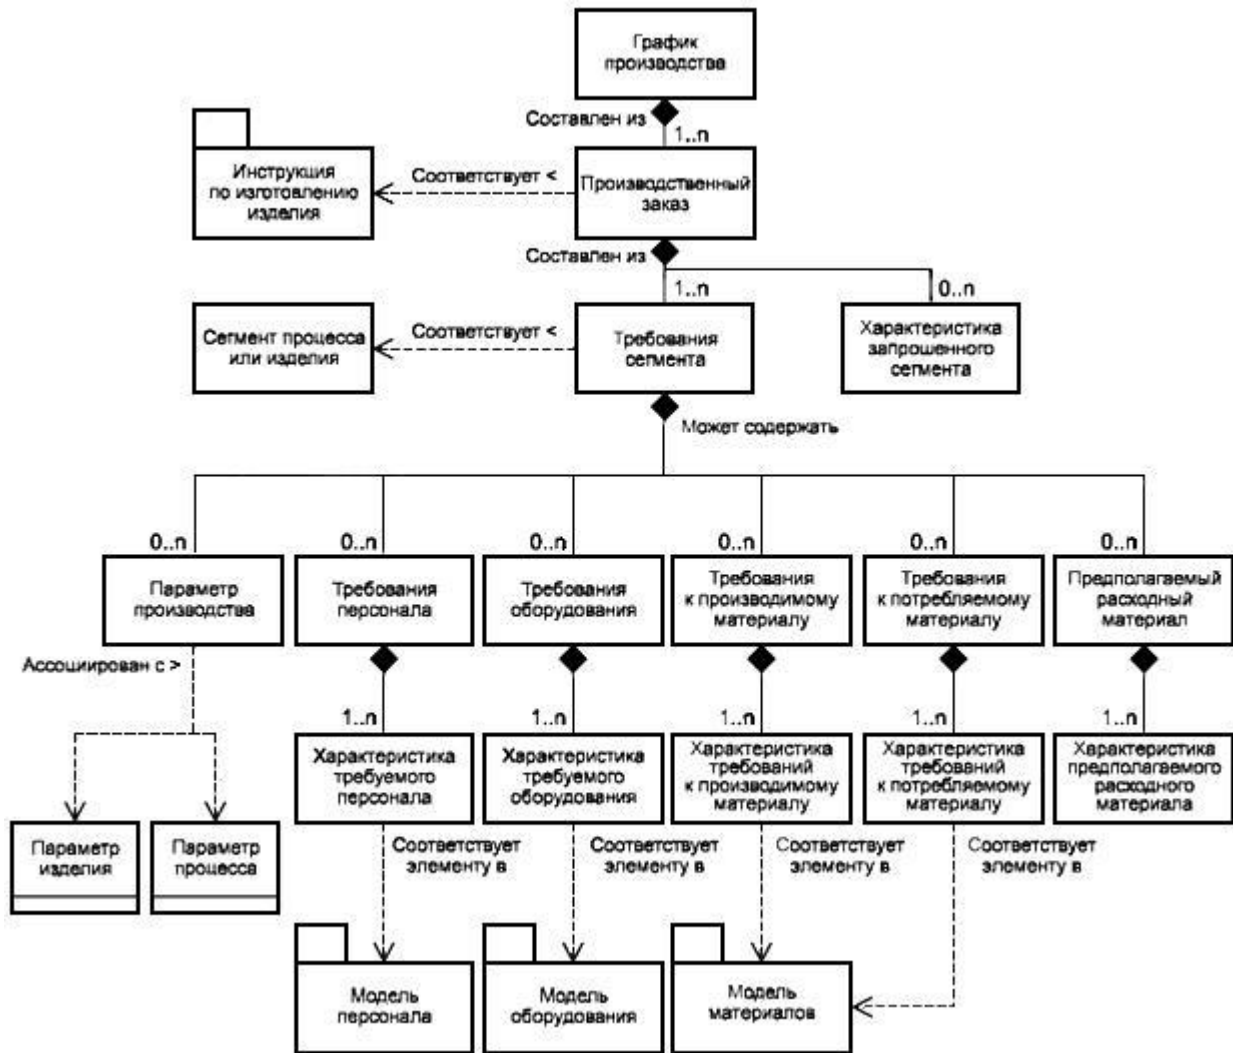 График
производства
Составлен из
1..n
Инструкция
по изготовлению
изделия
Соответствует <
Производственный
заказ
Составлен из
1..n
0..n
Сегмент процесса
или изделия
Соответствует <
Требования
сегмента
Характеристика
запрошенного
сегмента
Может содержать
0..n
0..n
0..n
0..n
0..n
0..n
Параметр
производства
Требования
персонала
Требования
оборудования
Требования
к производимому
материалу
Требования
к потребляемому
материалу
Предполагаемый
расходный
материал
Ассоциирован с >
1..n
1..n
1..n
1..n
1..n
Характеристика
требуемого
персонала
Характеристика
требуемого
оборудования
Характеристика
требований
к производимому
материалу
Характеристика
требований
к потребляемому
материалу
Характеристика
предполагаемого
расходного
материала
Параметр
изделия
Параметр
процесса
Соответствует
элементу в
Соответствует
элементу в
Соответствует
элементу в
Соответствует
элементу в
Модель
персонала
Модель
оборудования
Модель
материалов